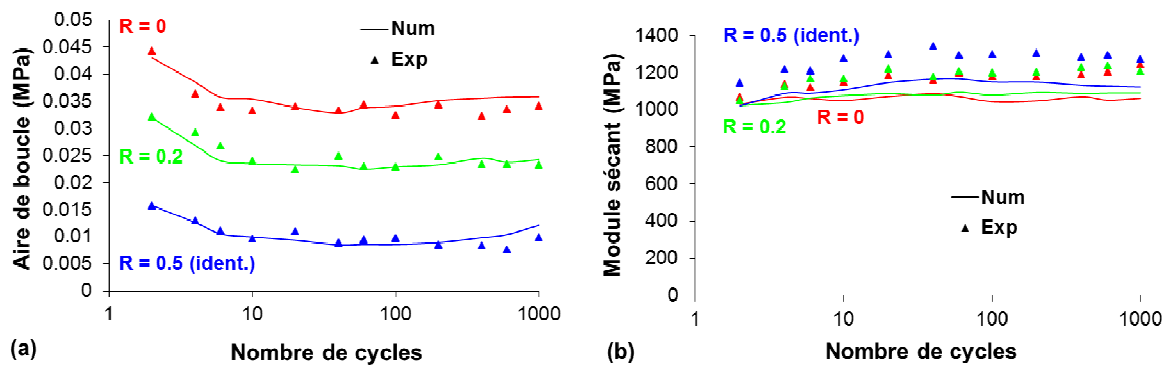 0.05
0.045
0.04
0.035
0.03
0.025
0.02
0.015
0.01
0.005
0
Aire de boucle (MPa)
R = 0
R = 0.2
R = 0.5 (ident.)
Num
Exp
1 10 100 1000
Nombre de cycles
(a)
1400
1200
1000
800
600
400
200
0
Module sécant (MPa)
R = 0.5 (ident.)
R = 0
R = 0.2
Num
Exp
1 10 100 1000
Nombre de cycles
(b)